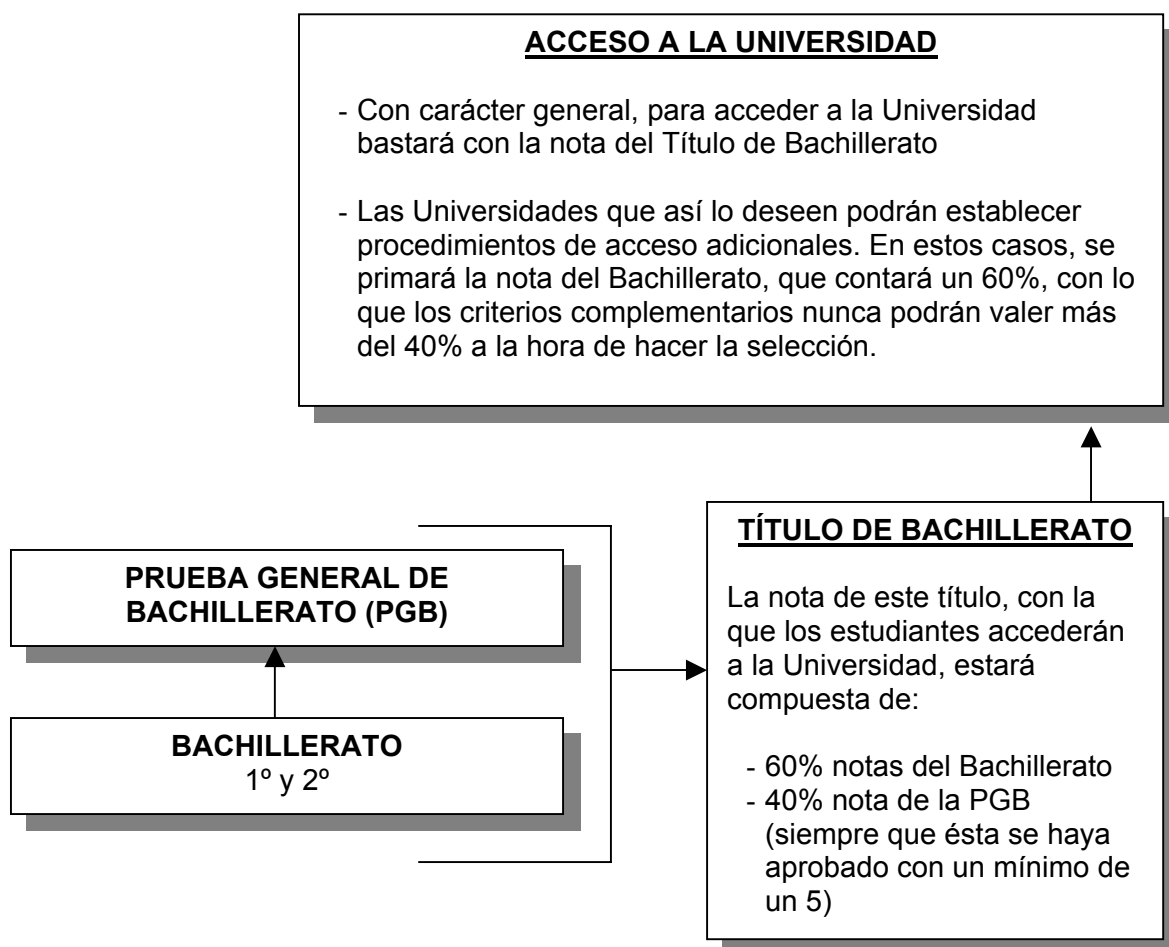 ACCESO A LA UNIVERSIDAD
- Con carácter general, para acceder a la Universidad
bastará con la nota del Título de Bachillerato
- Las Universidades que así lo deseen podrán establecer
procedimientos de acceso adicionales. En estos casos, se
primará la nota del Bachillerato, que contará un 60%, con lo
que los criterios complementarios nunca podrán valer más
del 40% a la hora de hacer la selección.
PRUEBA GENERAL DE
BACHILLERATO (PGB)
BACHILLERATO
1º y 2º
TÍTULO DE BACHILLERATO
La nota de este título, con la
que los estudiantes accederán
a la Universidad, estará
compuesta de:
- 60% notas del Bachillerato
- 40% nota de la PGB
(siempre que ésta se haya
aprobado con un mínimo de
un 5)